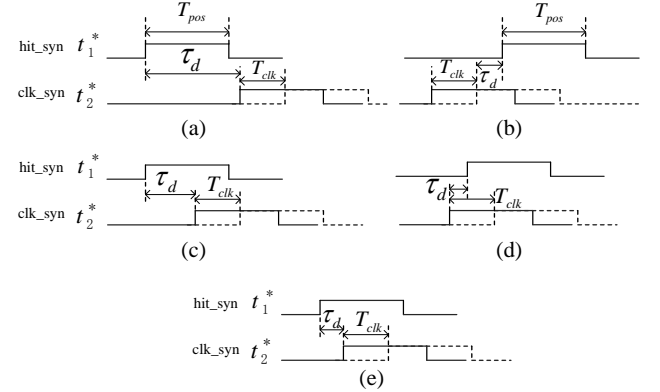 T_pos
hit_syn t_1^*
τ_d
T_clk
clk_syn t_2^*
(a)
T_pos
T_clk
τ_d
(b)
hit_syn t_1^*
τ_d
T_clk
clk_syn t_2^*
(c)
τ_d
T_clk
(d)
hit_syn t_1^*
τ_d
T_clk
clk_syn t_2^*
(e)